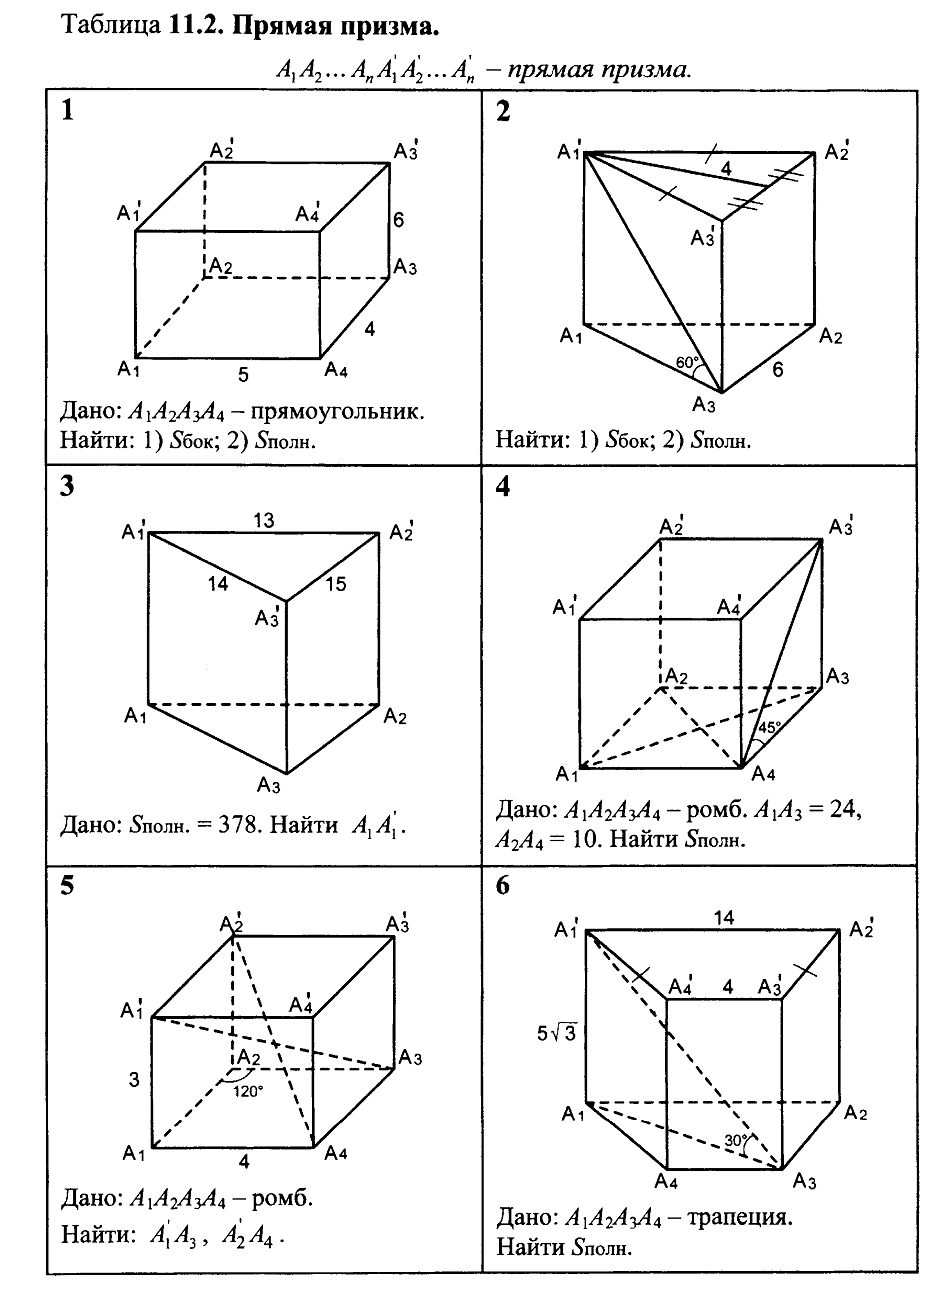 Таблица 11.2. Прямая призма.
A₁A₂...AₙA₁'A₂'...Aₙ' – прямая призма.
1
A₂' A₃'
A₁' A₄' 6
A₂ A₃
4
A₁ 5 A₄
Дано: A₁A₂A₃A₄ – прямоугольник.
Найти: 1) Sбок; 2) Sполн.
2
A₁' A₂'
4
A₃'
A₁ A₂
60° 6
A₃
Найти: 1) Sбок; 2) Sполн.
3
13
A₁' A₂'
14 15
A₃'
A₁ A₂
A₃
Дано: Sполн. = 378. Найти A₁A₁'.
4
A₂' A₃'
A₁' A₄'
A₂ A₃
45°
A₁ A₄
Дано: A₁A₂A₃A₄ – ромб. A₁A₃ = 24,
A₂A₄ = 10. Найти Sполн.
5
A₂' A₃'
A₁' A₄'
A₂ A₃
3 120°
A₁ 4 A₄
Дано: A₁A₂A₃A₄ – ромб.
Найти: A₁'A₃, A₂'A₄.
6
14
A₁' A₂'
A₄' 4 A₃'
5√3
A₁ A₂
30°
A₄ A₃
Дано: A₁A₂A₃A₄ – трапеция.
Найти Sполн.